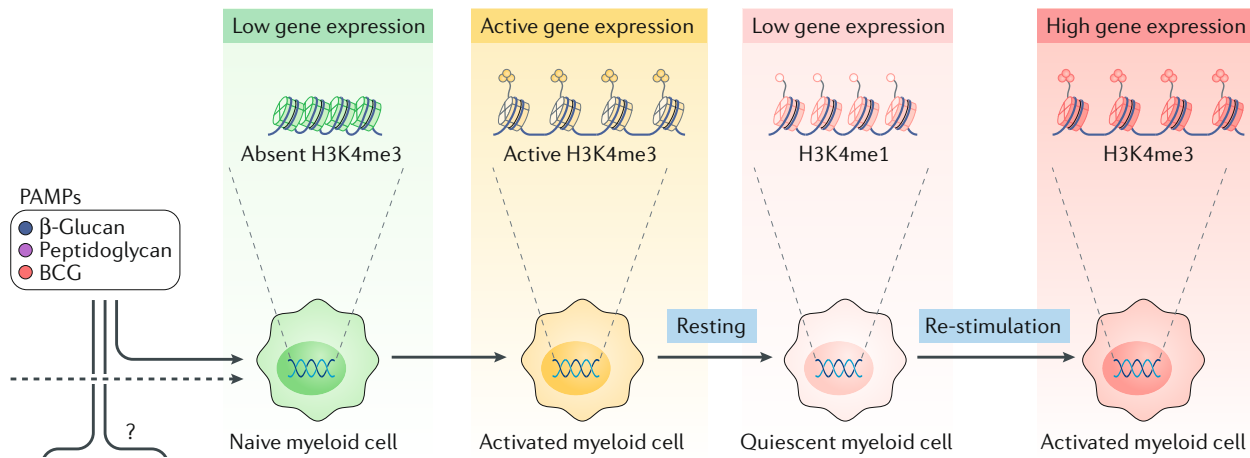 Low gene expression
Active gene expression
Low gene expression
High gene expression
Absent H3K4me3
Active H3K4me3
H3K4me1
H3K4me3
PAMPs
β-Glucan
Peptidoglycan
BCG
Resting
Re-stimulation
?
Naive myeloid cell
Activated myeloid cell
Quiescent myeloid cell
Activated myeloid cell